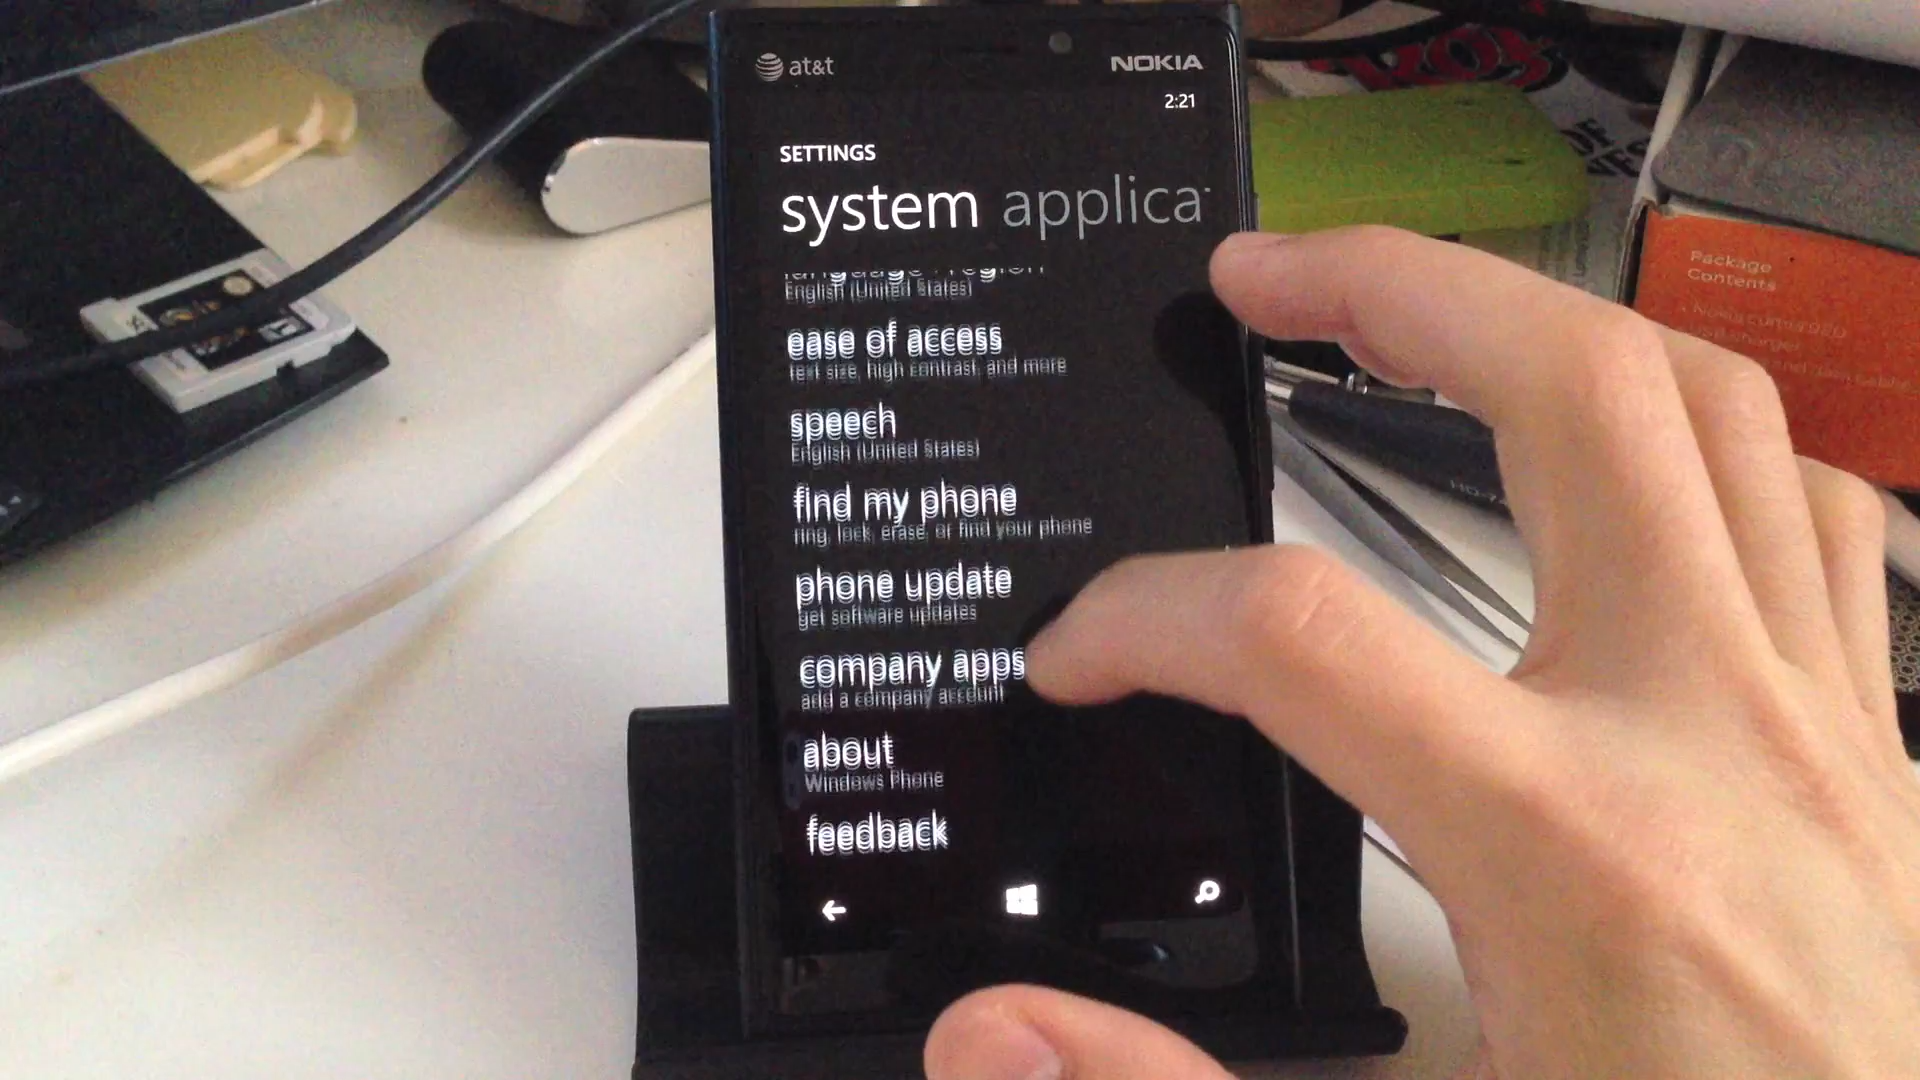 at&t
NOKIA
2:21
SETTINGS
system applica
language+region
English (United States)
ease of access
text size, high contrast, and more
speech
English (United States)
find my phone
ring, lock, erase, or find your phone
phone update
get software updates
company apps
add a company account
about
Windows Phone
feedback
Package
Contents